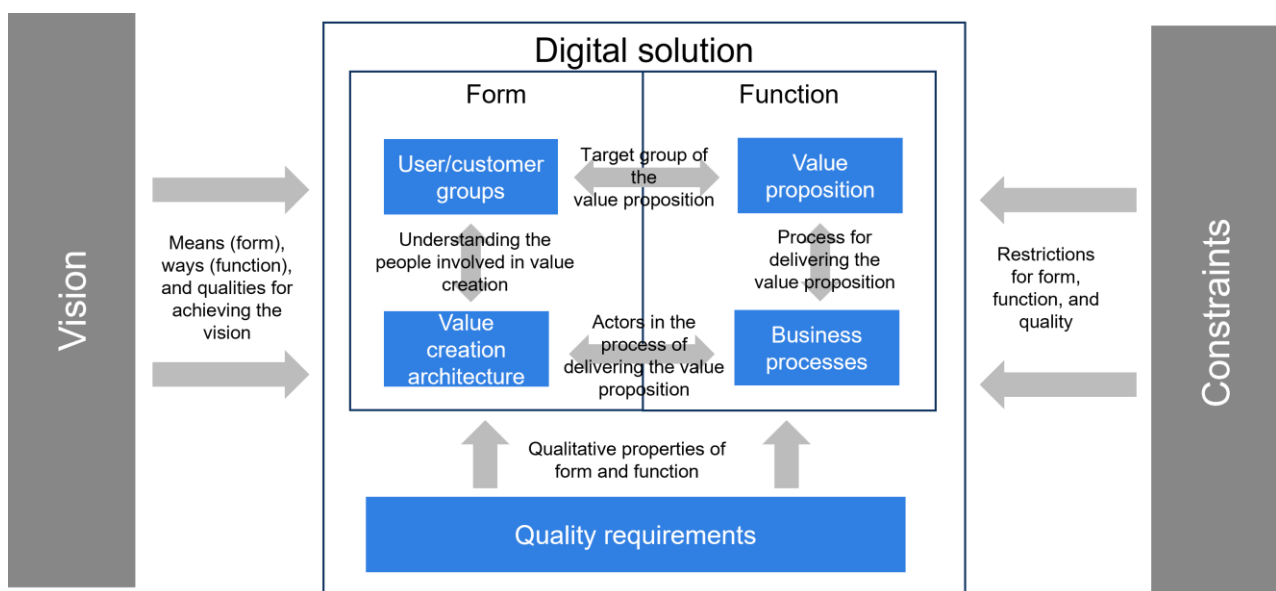 Digital solution
Form
Function
User/customer
groups
Target group of
the
value proposition
Value
proposition
Understanding the
people involved in value
creation
Process for
delivering the
value proposition
Value
creation
architecture
Actors in the
process of
delivering the value
proposition
Business
processes
Qualitative properties of
form and function
Quality requirements
Vision
Means (form),
ways (function),
and qualities for
achieving the
vision
Restrictions
for form,
function, and
quality
Constraints